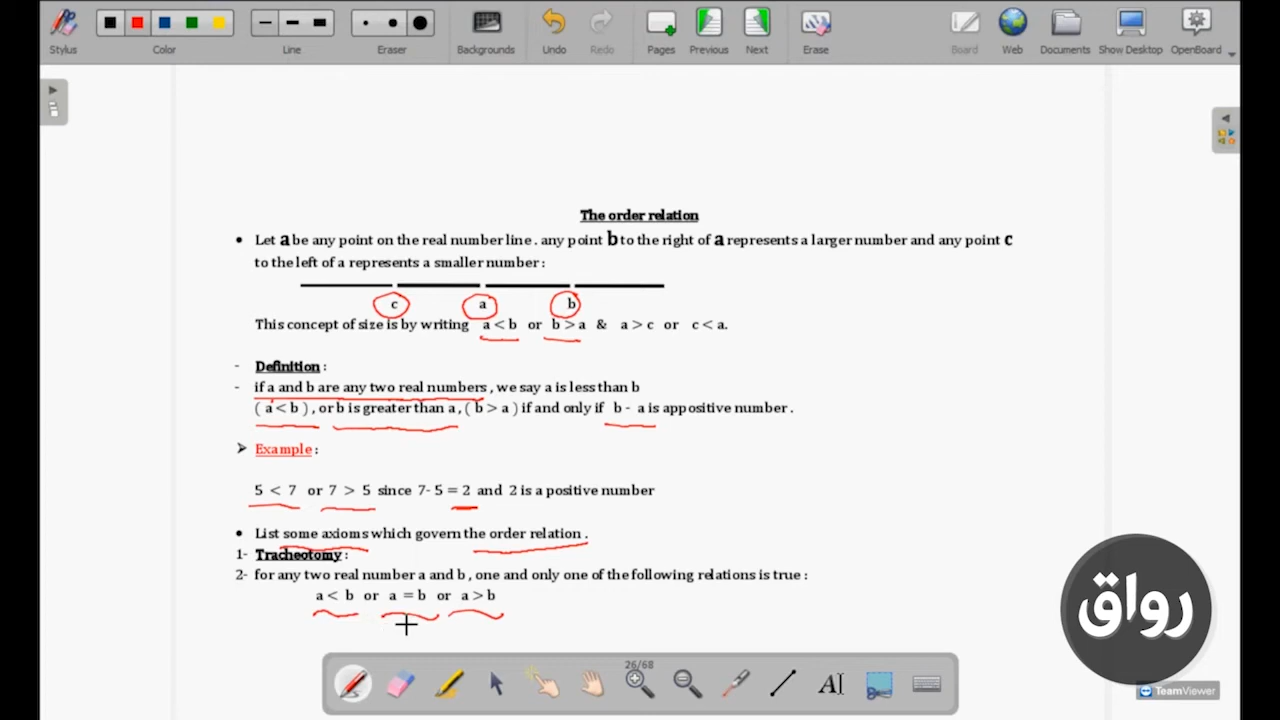 Stylus Color Line Eraser Backgrounds Undo Redo Pages Previous Next Erase Board Web Documents Show Desktop OpenBoard
The order relation
• Let a be any point on the real number line . any point b to the right of a represents a larger number and any point c
to the left of a represents a smaller number :
c a b
This concept of size is by writing a < b or b > a & a > c or c < a.
- Definition :
- if a and b are any two real numbers , we say a is less than b
( a < b ) , or b is greater than a , ( b > a ) if and only if b - a is appositive number .
➢ Example :
5 < 7 or 7 > 5 since 7- 5 = 2 and 2 is a positive number
• List some axioms which govern the order relation .
1- Tracheotomy :
2- for any two real number a and b , one and only one of the following relations is true :
a < b or a = b or a > b
رواق
26/68
AI
TeamViewer